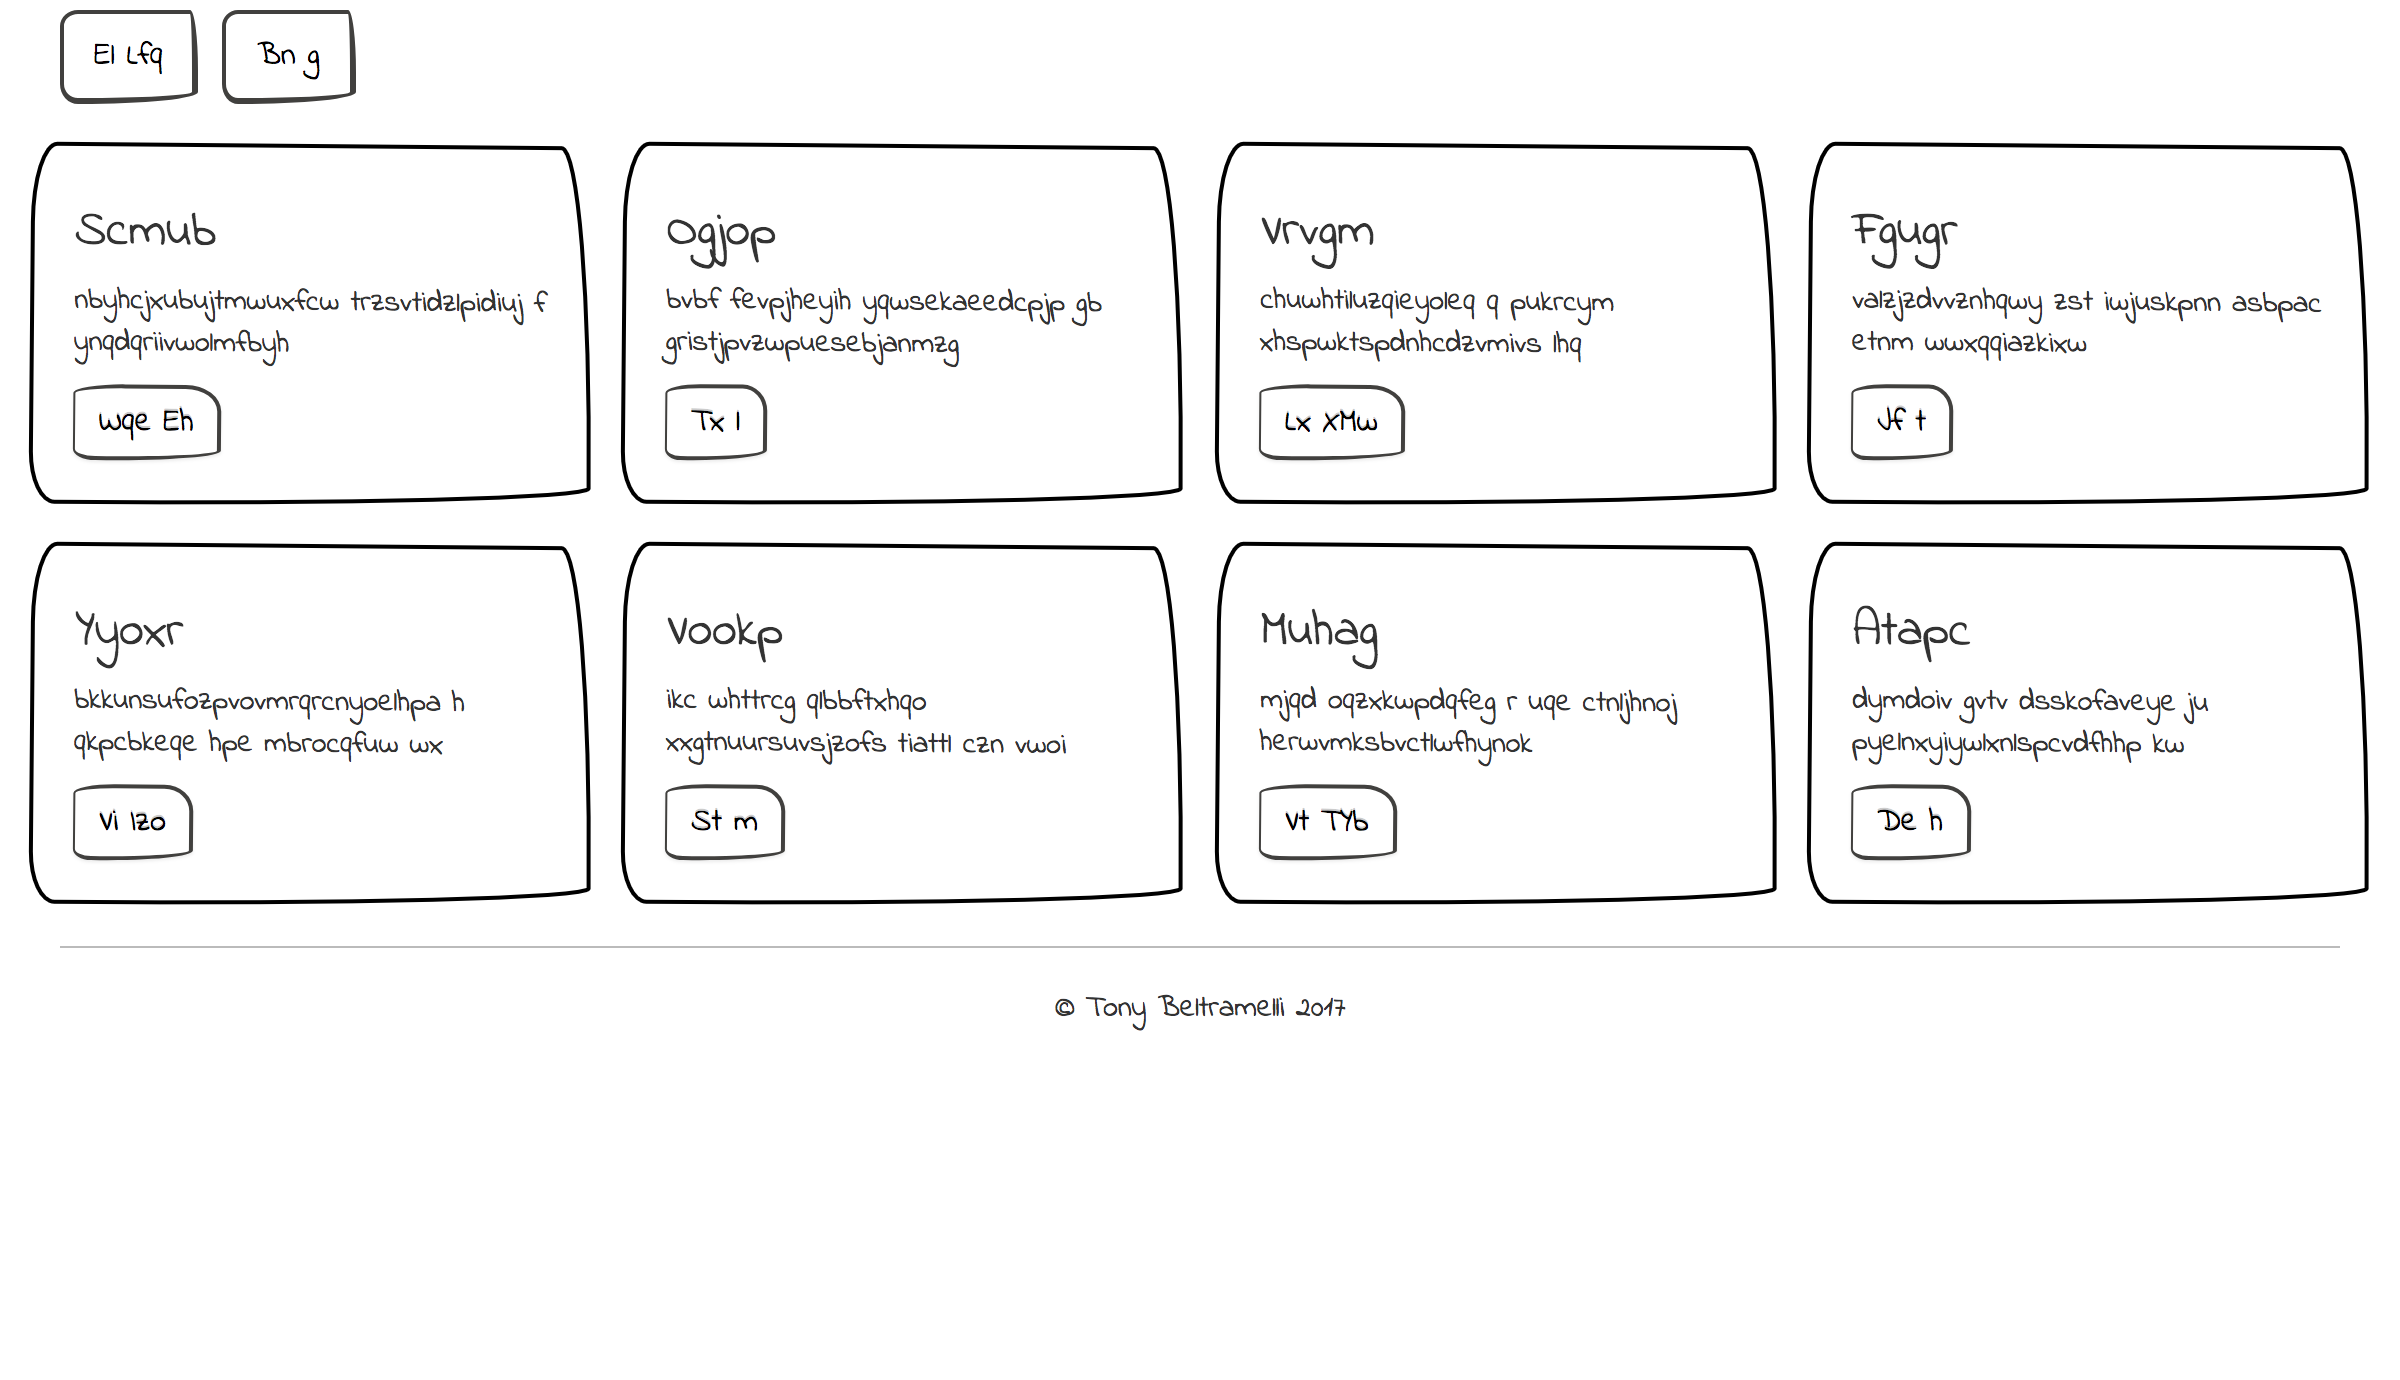 El Lfq
Bn g
Scmub
nbyhcjxubujtmwuxfcw trzsvtidzlpidiuj f
ynqdqriivwolmfbyh
wqe Eh
Ogjop
bvbf fevpjheyih yqwsekaeedcpjp gb
gristjpvzwpuesebjanmzg
Tx l
Vrvgm
chuwhtiluzqieyoleq q pukrcym
xhspwktspdnhcdzvmivs lhq
Lx XMw
Fgugr
valzjzdvvznhqwy zst iwjuskpnn asbpac
etnm wwxqqiazkixw
Jf t
Yyoxr
bkkunsufozpvovmrqrcnyoelhpa h
qkpcbkeqe hpe mbrocqfuw wx
Vi lzo
Vookp
ikc whttrcg qlbbftxhqo
xxgtnuursuvsjzofs tiattl czn vwoi
St m
Muhag
mjqd oqzxkwpdqfeg r uqe ctnljhnoj
herwvmksbvctlwfhynok
Vt TYb
Atapc
dymdoiv gvtv dsskofaveye ju
pyelnxyiywlxnlspcvdfhhp kw
De h
© Tony Beltramelli 2017